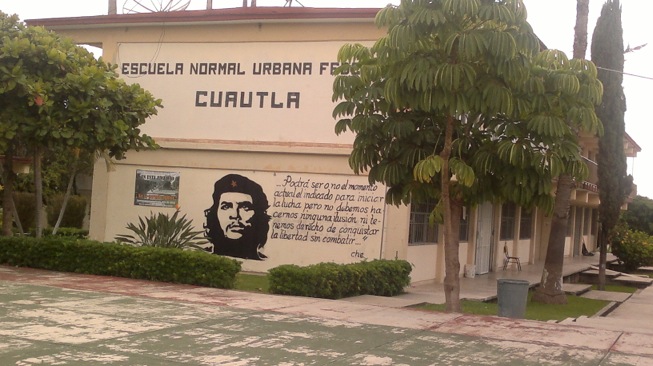 ESCUELA NORMAL URBANA
CUAUTLA
"...Podrá ser o no el momento
actual el indicado para iniciar
la lucha, pero no debemos ha
cernos ninguna ilusión, ni te
nemos derecho de conquistar
la libertad sin combatir..."
che